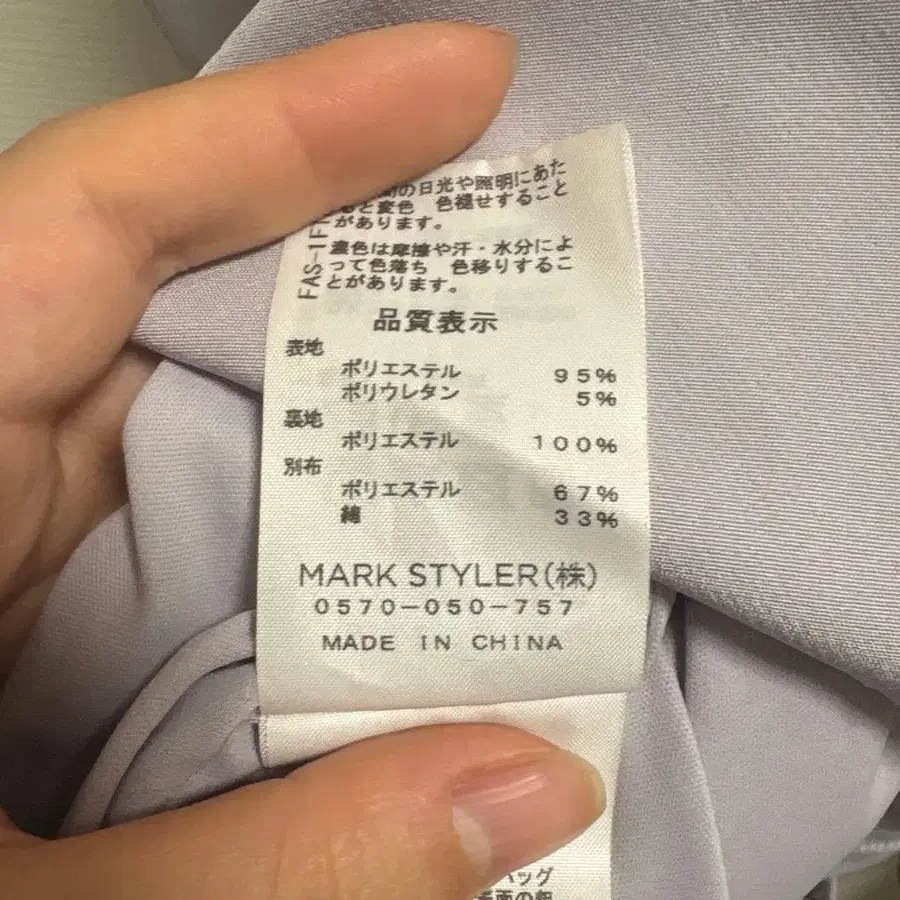 間の日光や照明にあた
ると変色 色褪せすること
があります。
濃色は摩擦や汗・水分によ
って色落ち 色移りするこ
とがあります。
FAS-1F
品質表示
表地
ポリエステル 95%
ポリウレタン 5%
裏地
ポリエステル 100%
別布
ポリエステル 67%
綿 33%
MARK STYLER(株)
0570-050-757
MADE IN CHINA